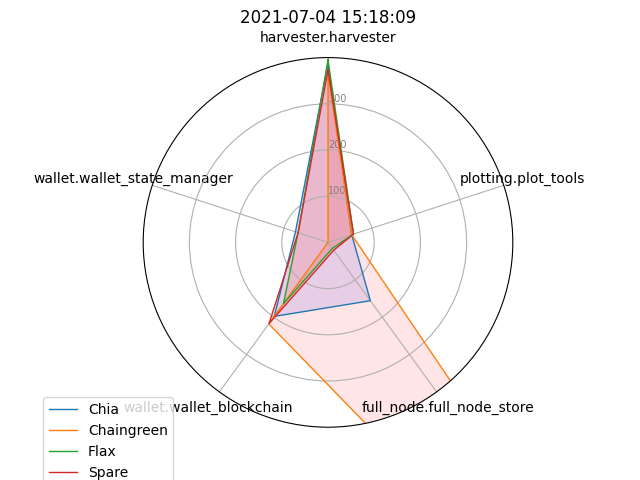 2021-07-04 15:18:09
harvester.harvester
300
200
100
wallet.wallet_state_manager
plotting.plot_tools
wallet.wallet_blockchain
full_node.full_node_store
Chia
Chaingreen
Flax
Spare